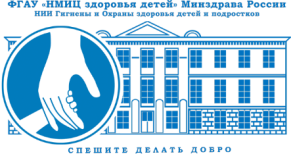 ФГАУ «НМИЦ здоровья детей» Минздрава России
НИИ Гигиены и Охраны здоровья детей и подростков
СПЕШИТЕ ДЕЛАТЬ ДОБРО